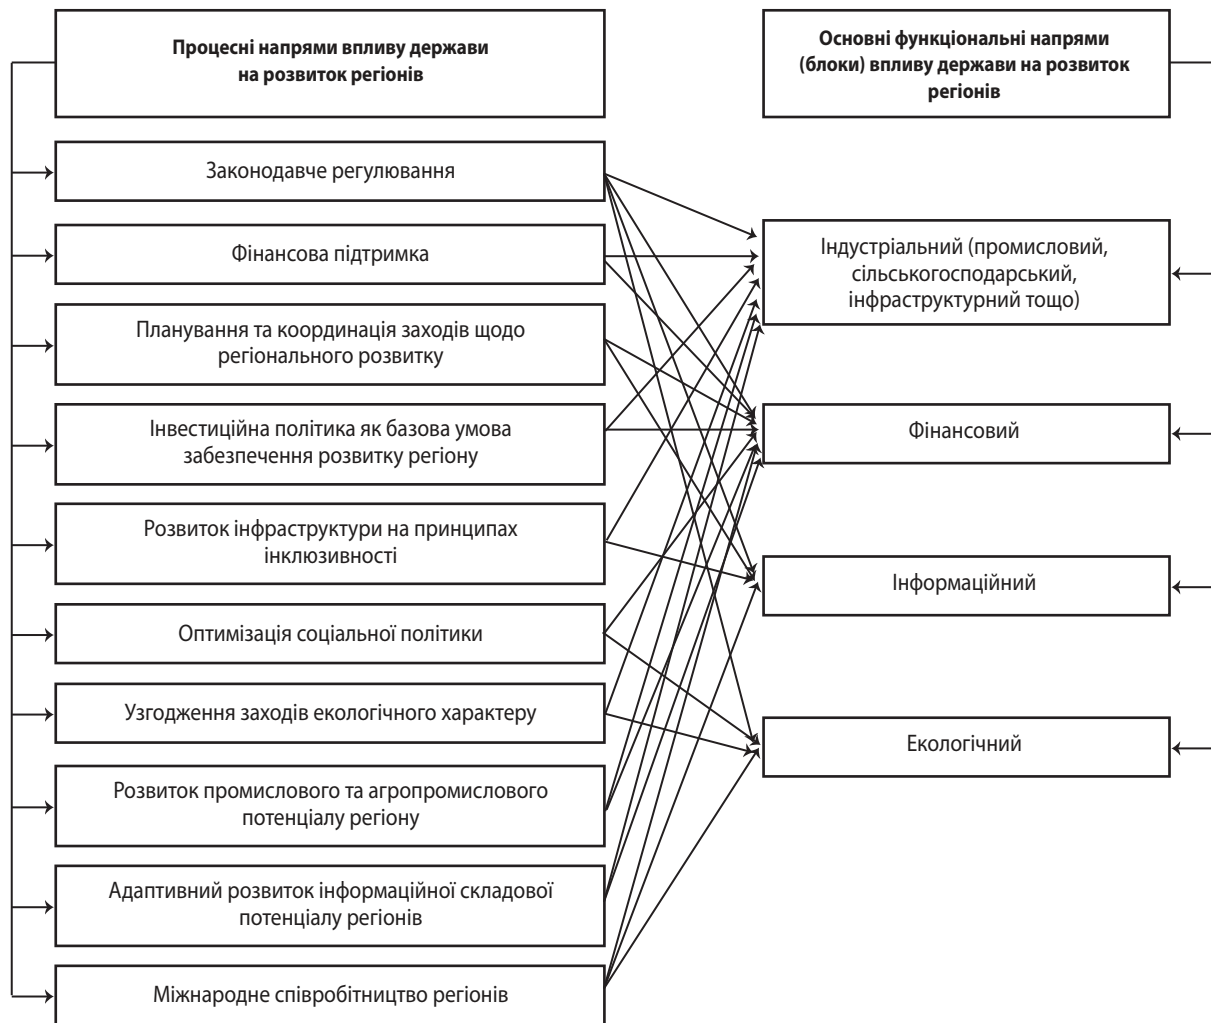 Процесні напрями впливу держави
на розвиток регіонів
Основні функціональні напрями
(блоки) впливу держави на розвиток
регіонів
Законодавче регулювання
Фінансова підтримка
Планування та координація заходів щодо
регіонального розвитку
Інвестиційна політика як базова умова
забезпечення розвитку регіону
Розвиток інфраструктури на принципах
інклюзивності
Оптимізація соціальної політики
Узгодження заходів екологічного характеру
Розвиток промислового та агропромислового
потенціалу регіону
Адаптивний розвиток інформаційної складової
потенціалу регіонів
Міжнародне співробітництво регіонів
Індустріальний (промисловий,
сільськогосподарський,
інфраструктурний тощо)
Фінансовий
Інформаційний
Екологічний